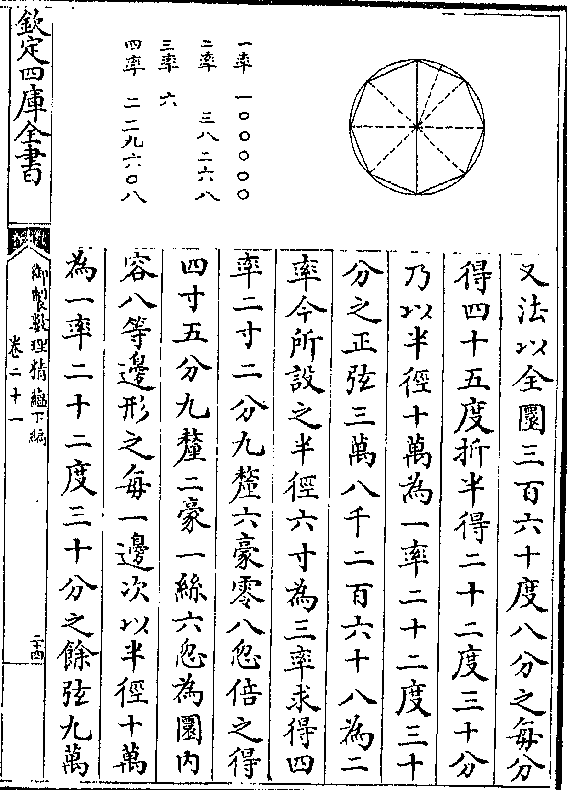 一率 一〇〇〇〇〇
二率 三八二六八
三率 六
四率 二二九六〇八
又法以全圜三百六十度八分之每分
得四十五度折半得二十二度三十分
乃以半徑十萬為一率二十二度三十
分之正弦三萬八千二百六十八為二
率今所設之半徑六寸為三率求得四
率二寸二分九釐六豪零八忽倍之得
四寸五分九釐二豪一絲六忽為圜内
容八等邊形之每一邊次以半徑十萬
為一率二十二度三十分之餘弦九萬
欽定四庫全書
御製數理精蘊下編
卷二十一
二十四